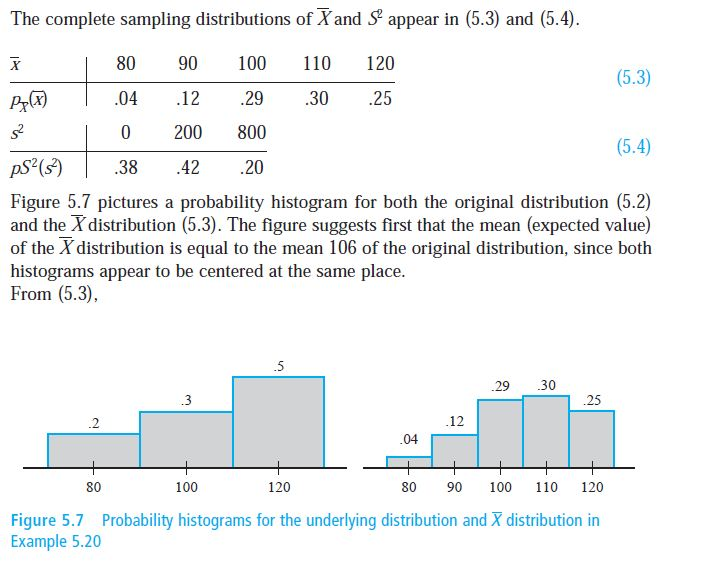 The complete sampling distributions of X̅ and S² appear in (5.3) and (5.4).
x̅ 80 90 100 110 120
(5.3)
p_X̅(x̅) .04 .12 .29 .30 .25
s² 0 200 800
(5.4)
pS²(s²) .38 .42 .20
Figure 5.7 pictures a probability histogram for both the original distribution (5.2)
and the X̅ distribution (5.3). The figure suggests first that the mean (expected value)
of the X̅ distribution is equal to the mean 106 of the original distribution, since both
histograms appear to be centered at the same place.
From (5.3),
.5
.3
.2
80 100 120
.29 .30
.25
.12
.04
80 90 100 110 120
Figure 5.7 Probability histograms for the underlying distribution and X̅ distribution in
Example 5.20